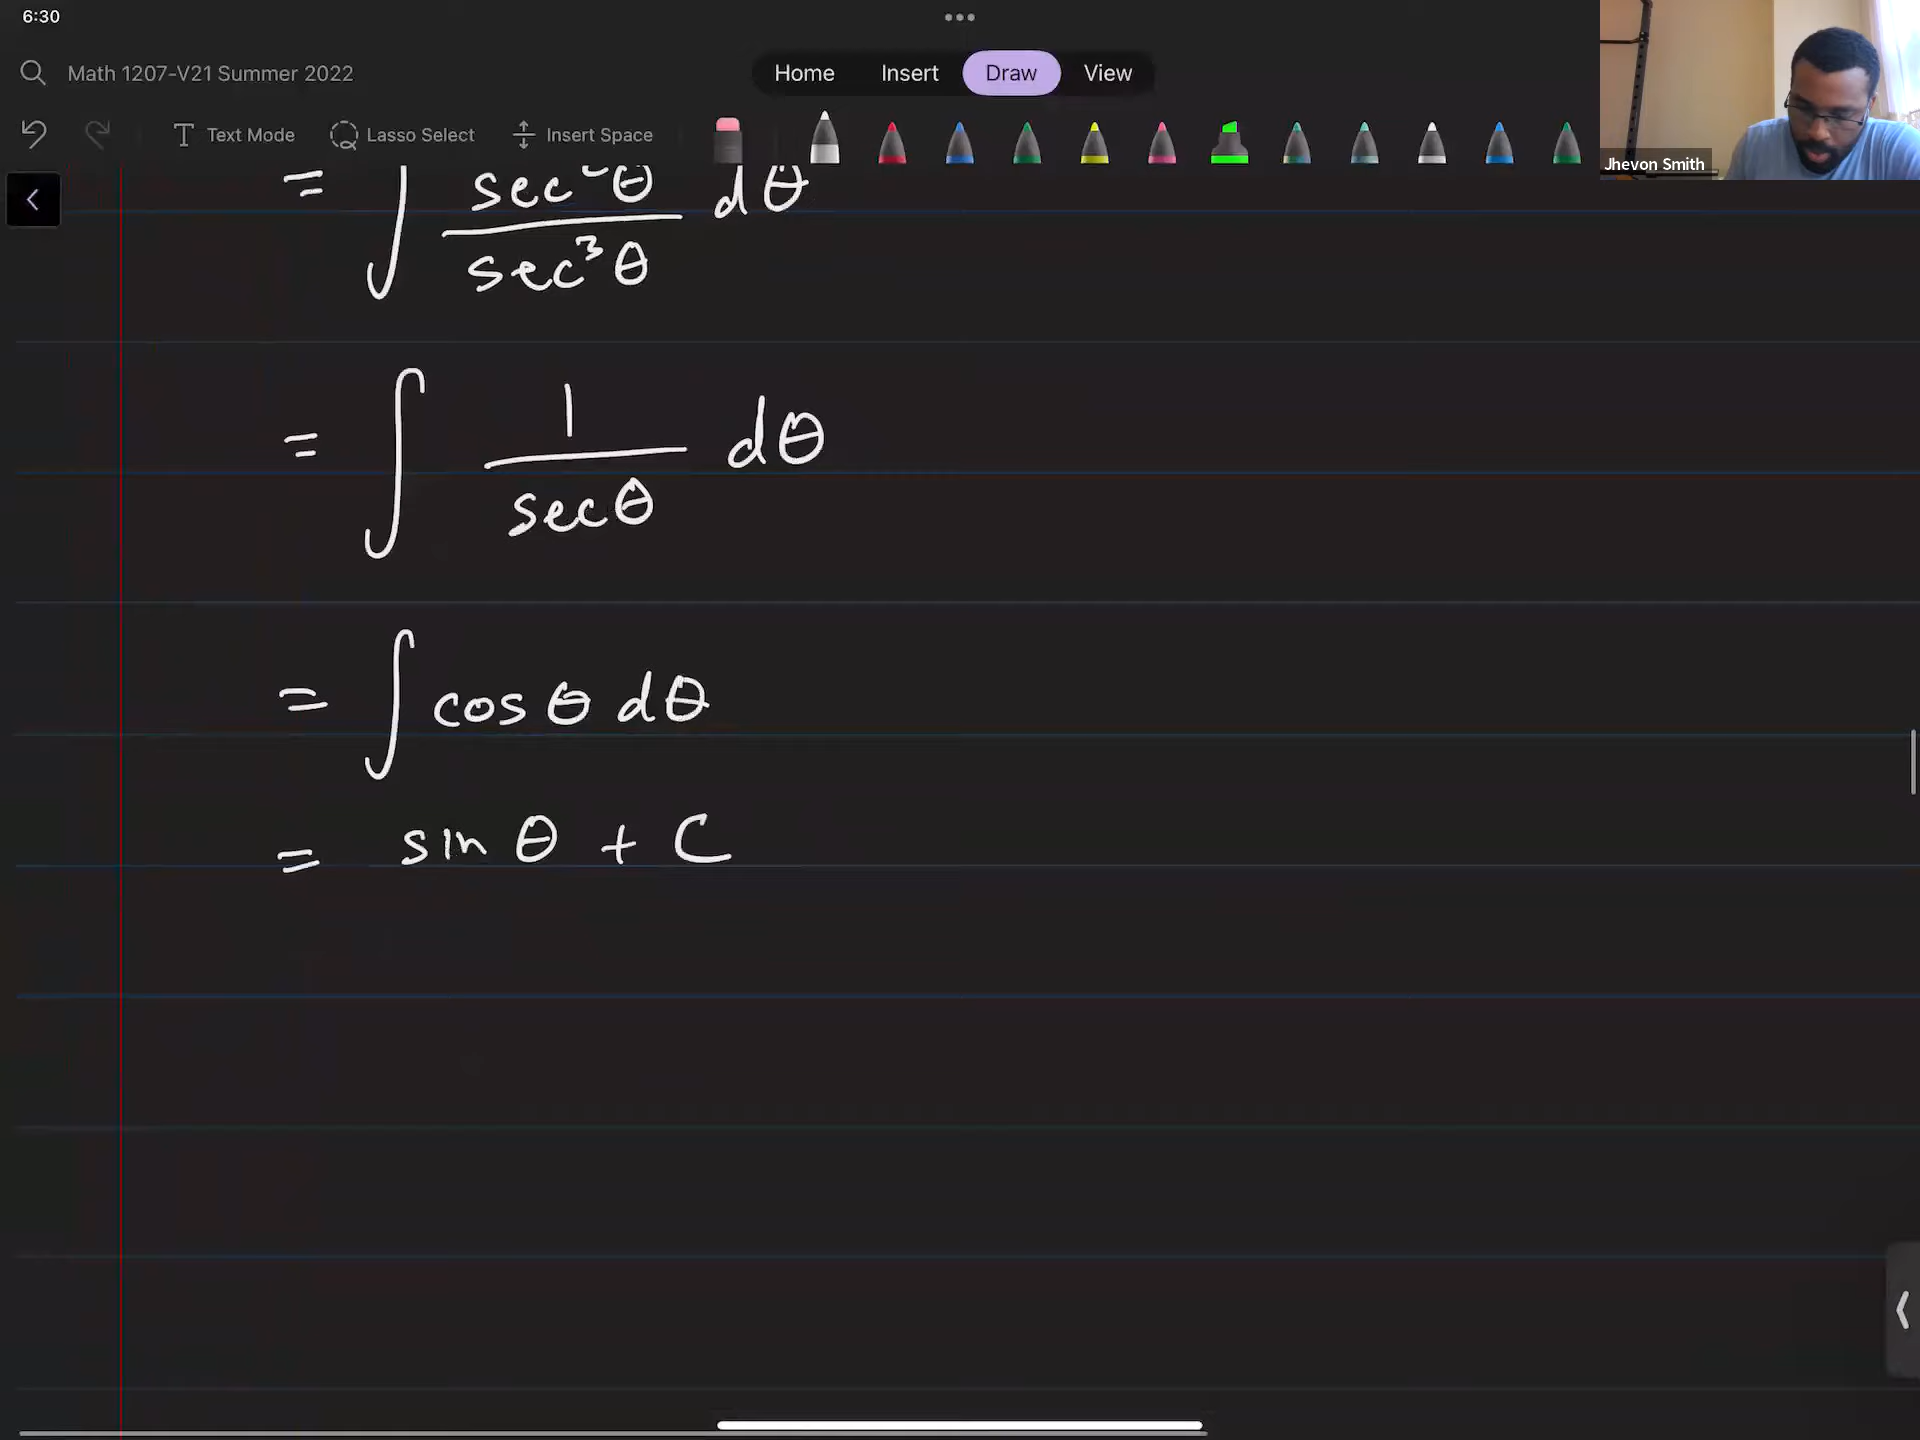 6:30
Math 1207-V21 Summer 2022
Home Insert Draw View
Text Mode Lasso Select Insert Space
Jhevon Smith
= ∫ sec²θ / sec³θ dθ
= ∫ 1 / secθ dθ
= ∫ cos θ dθ
= sin θ + C